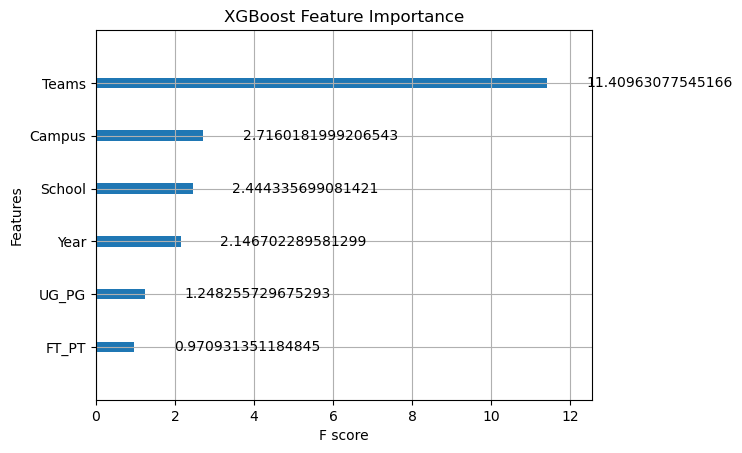 XGBoost Feature Importance
Teams 11.40963077545166
Campus 2.7160181999206543
School 2.444335699081421
Year 2.146702289581299
UG_PG 1.248255729675293
FT_PT 0.970931351184845
Features
0 2 4 6 8 10 12
F score